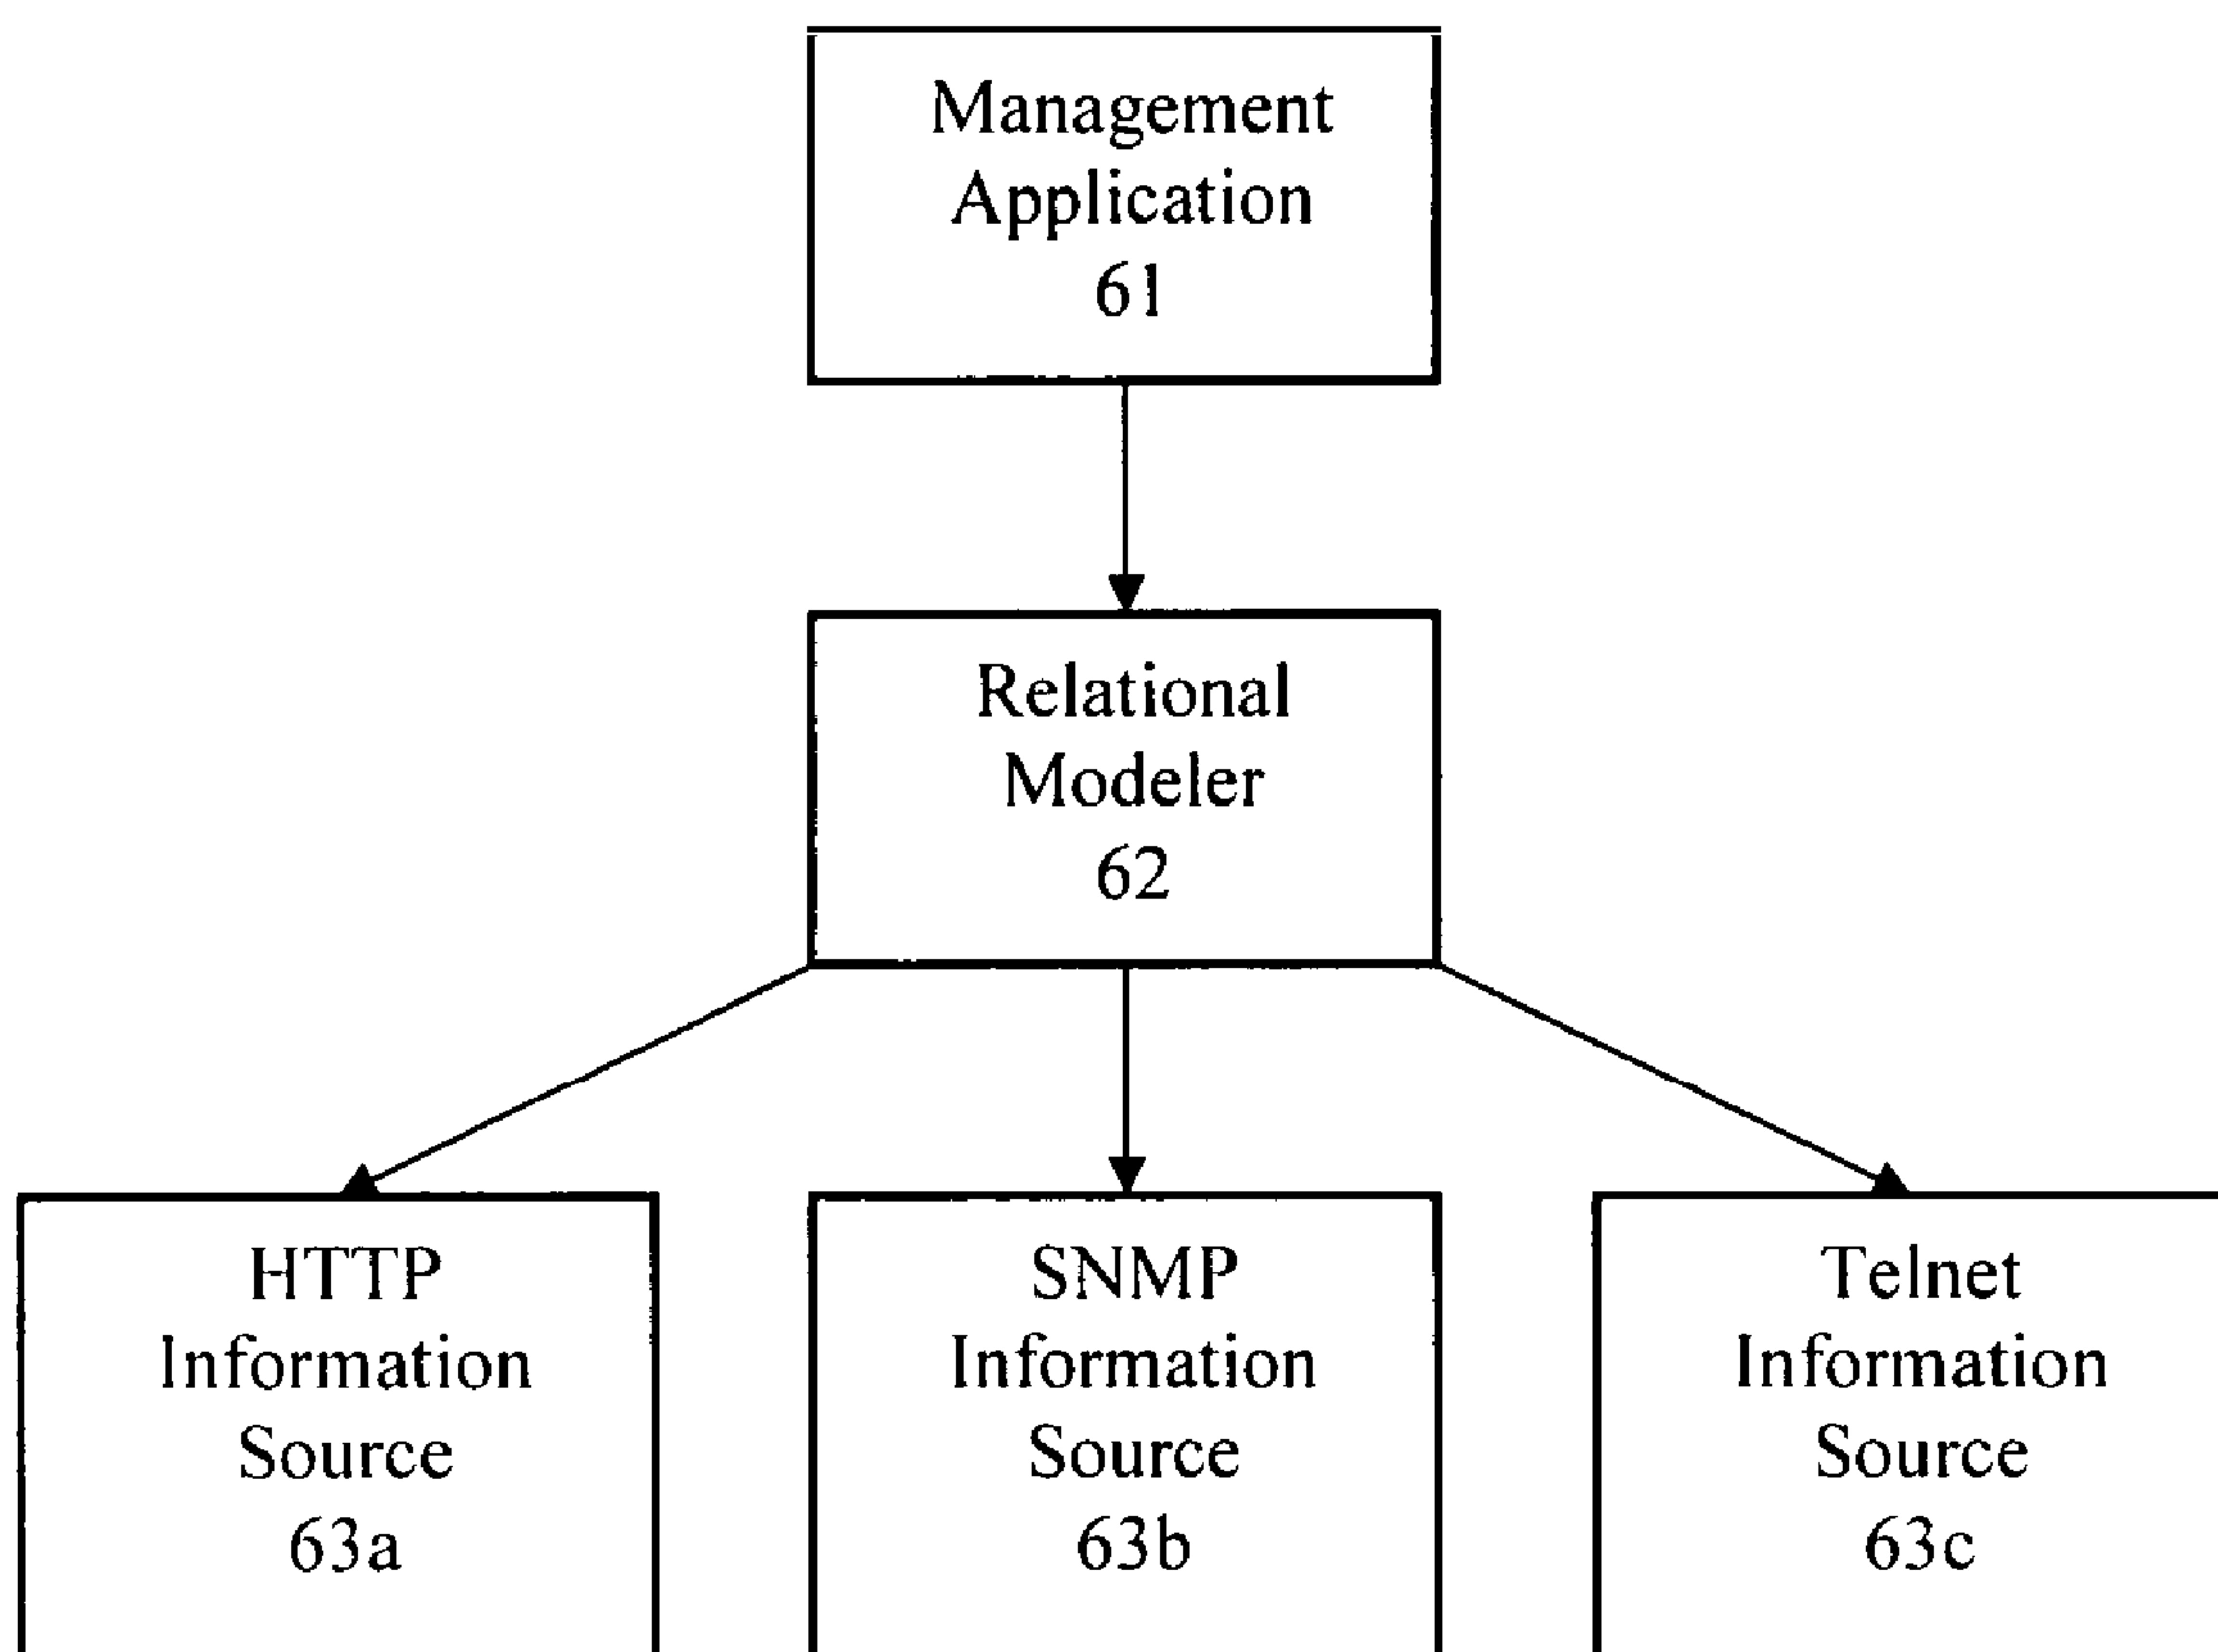 Management
Application
61
Relational
Modeler
62
HTTP
Information
Source
63a
SNMP
Information
Source
63b
Telnet
Information
Source
63c